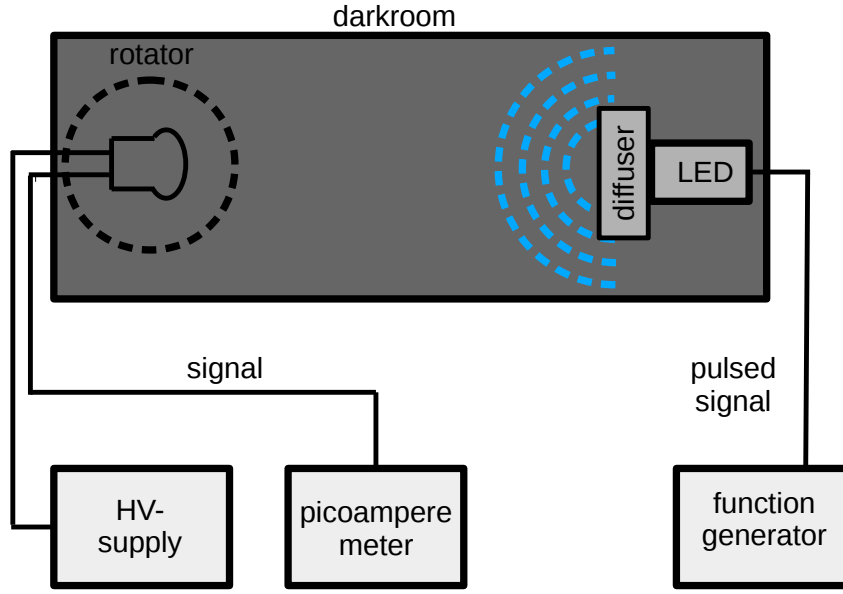 darkroom
rotator
diffuser
LED
signal
pulsed
signal
HV-
supply
picoampere
meter
function
generator